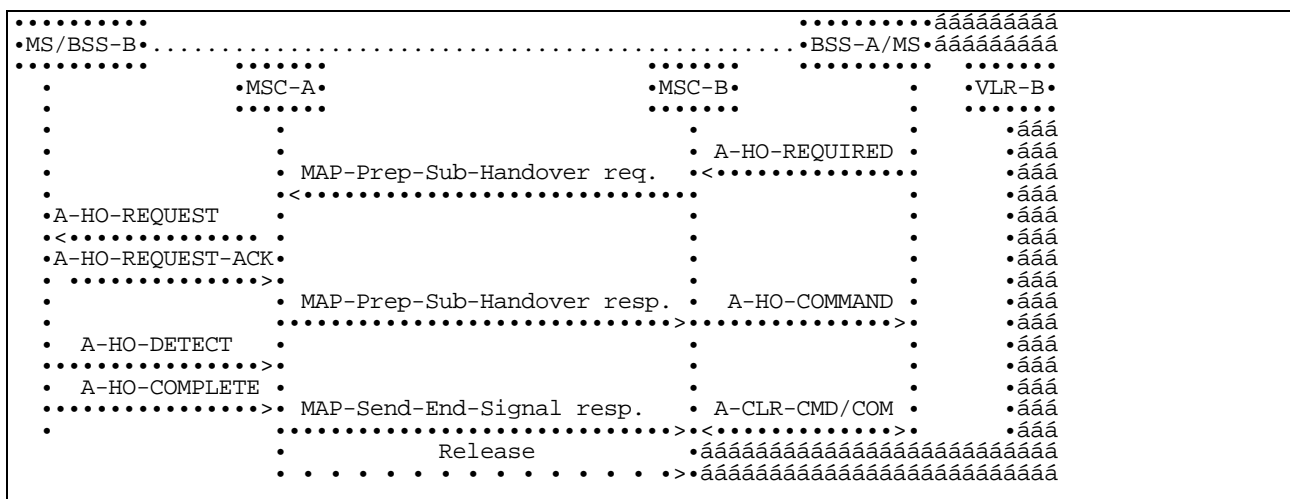 MS/BSS-B BSS-A/MS
MSC-A MSC-B VLR-B
A-HO-REQUIRED
MAP-Prep-Sub-Handover req.
A-HO-REQUEST
A-HO-REQUEST-ACK
MAP-Prep-Sub-Handover resp. A-HO-COMMAND
A-HO-DETECT
A-HO-COMPLETE
MAP-Send-End-Signal resp. A-CLR-CMD/COM
Release